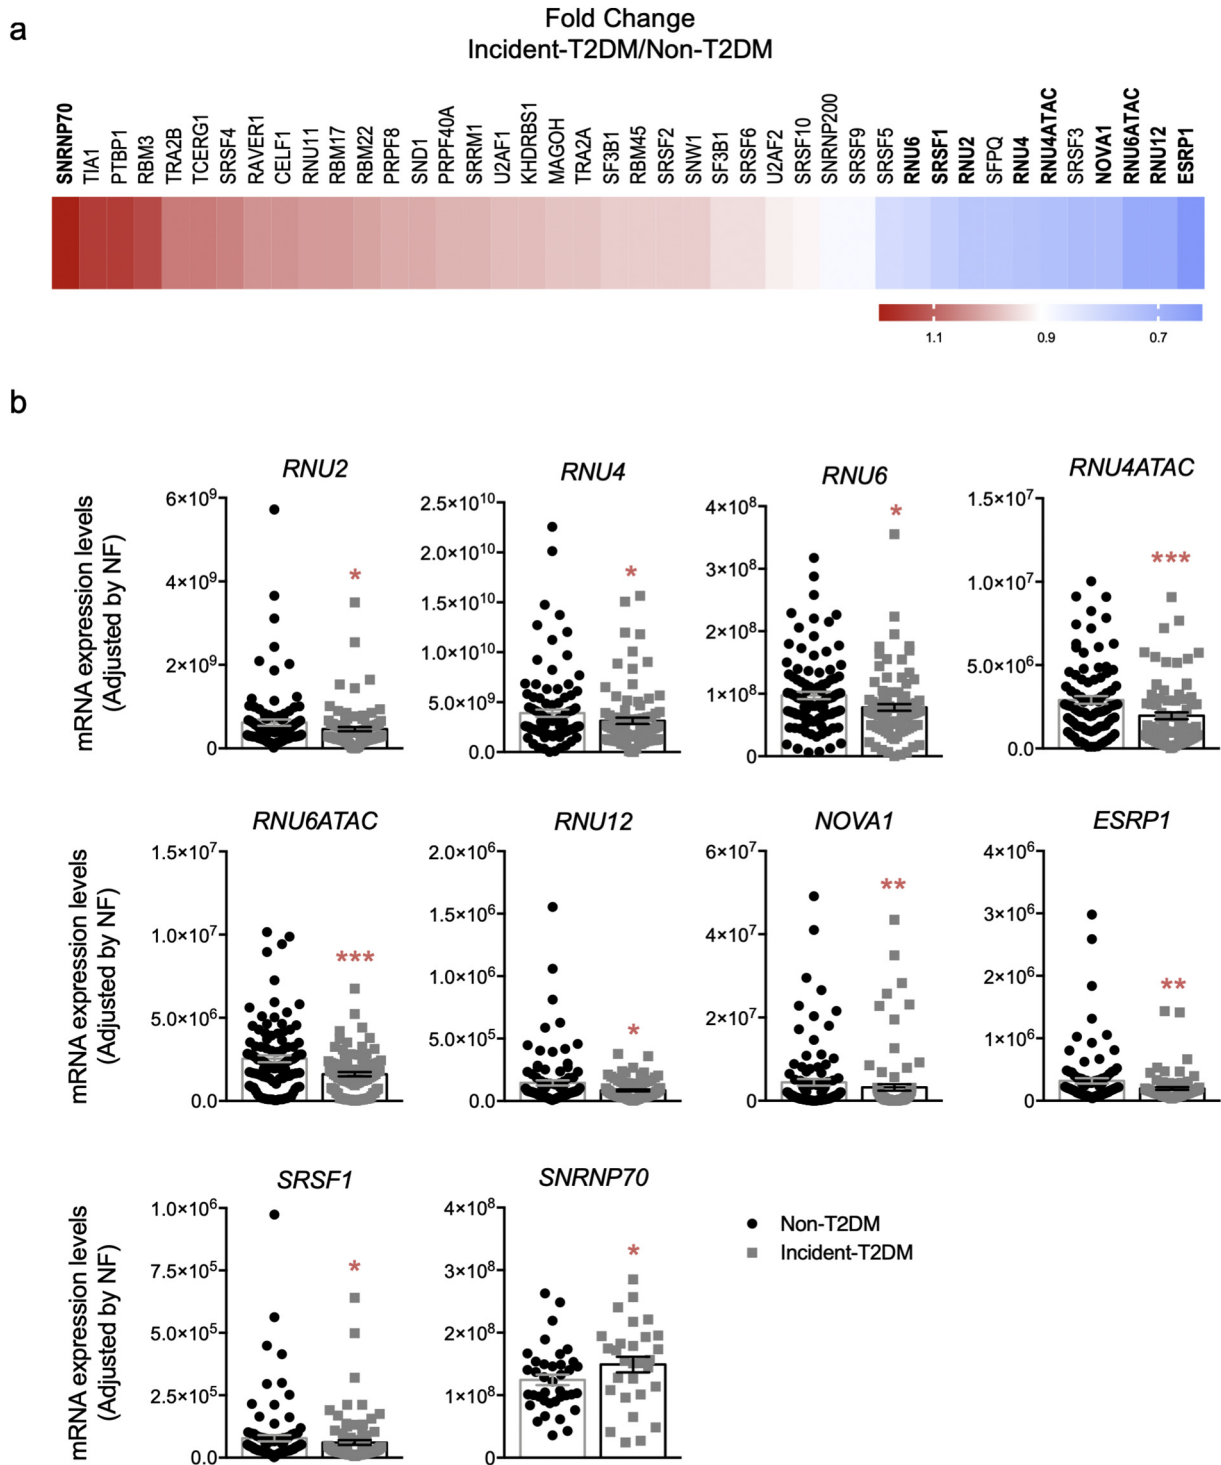 a
Fold Change
Incident-T2DM/Non-T2DM
SNRNP70
TIA1
PTBP1
RBM3
TRA2B
TCERG1
SRSF4
RAVER1
CELF1
RNU11
RBM17
RBM22
PRPF8
SND1
PRPF40A
SRRM1
U2AF1
KHDRBS1
MAGOH
TRA2A
SF3B1
RBM45
SRSF2
SNW1
SF3B1
SRSF6
U2AF2
SRSF10
SNRNP200
SRSF9
SRSF5
RNU6
SRSF1
RNU2
SFPQ
RNU4
RNU4ATAC
SRSF3
NOVA1
RNU6ATAC
RNU12
ESRP1
1.1 0.9 0.7
b
mRNA expression levels
(Adjusted by NF)
RNU2
6×10⁹
4×10⁹
2×10⁹
0
*
RNU4
2.5×10¹⁰
2.0×10¹⁰
1.5×10¹⁰
1.0×10¹⁰
5.0×10⁹
0.0
*
RNU6
4×10⁸
3×10⁸
2×10⁸
1×10⁸
0
*
RNU4ATAC
1.5×10⁷
1.0×10⁷
5.0×10⁶
0.0
***
mRNA expression levels
(Adjusted by NF)
RNU6ATAC
1.5×10⁷
1.0×10⁷
5.0×10⁶
0.0
***
RNU12
2.0×10⁶
1.5×10⁶
1.0×10⁶
5.0×10⁵
0.0
*
NOVA1
6×10⁷
4×10⁷
2×10⁷
0
**
ESRP1
4×10⁶
3×10⁶
2×10⁶
1×10⁶
0
**
mRNA expression levels
(Adjusted by NF)
SRSF1
1.0×10⁶
7.5×10⁵
5.0×10⁵
2.5×10⁵
0.0
*
SNRNP70
4×10⁸
3×10⁸
2×10⁸
1×10⁸
0
*
Non-T2DM
Incident-T2DM